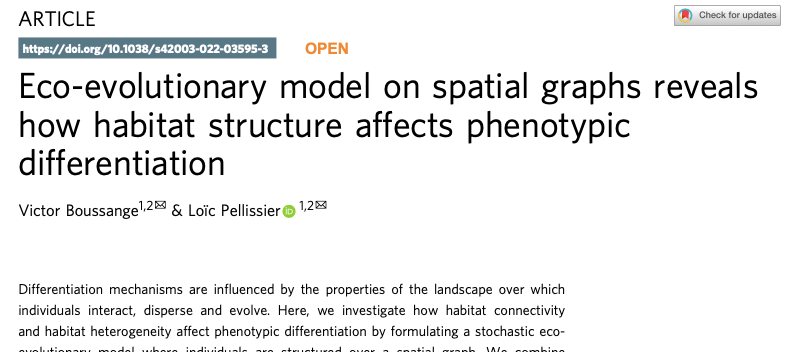 ARTICLE
Check for updates
https://doi.org/10.1038/s42003-022-03595-3 OPEN
Eco-evolutionary model on spatial graphs reveals
how habitat structure affects phenotypic
differentiation
Victor Boussange1,2✉ & Loïc Pellissier iD 1,2✉
Differentiation mechanisms are influenced by the properties of the landscape over which
individuals interact, disperse and evolve. Here, we investigate how habitat connectivity
and habitat heterogeneity affect phenotypic differentiation by formulating a stochastic eco-
evolutionary model where individuals are structured over a spatial graph. We combine